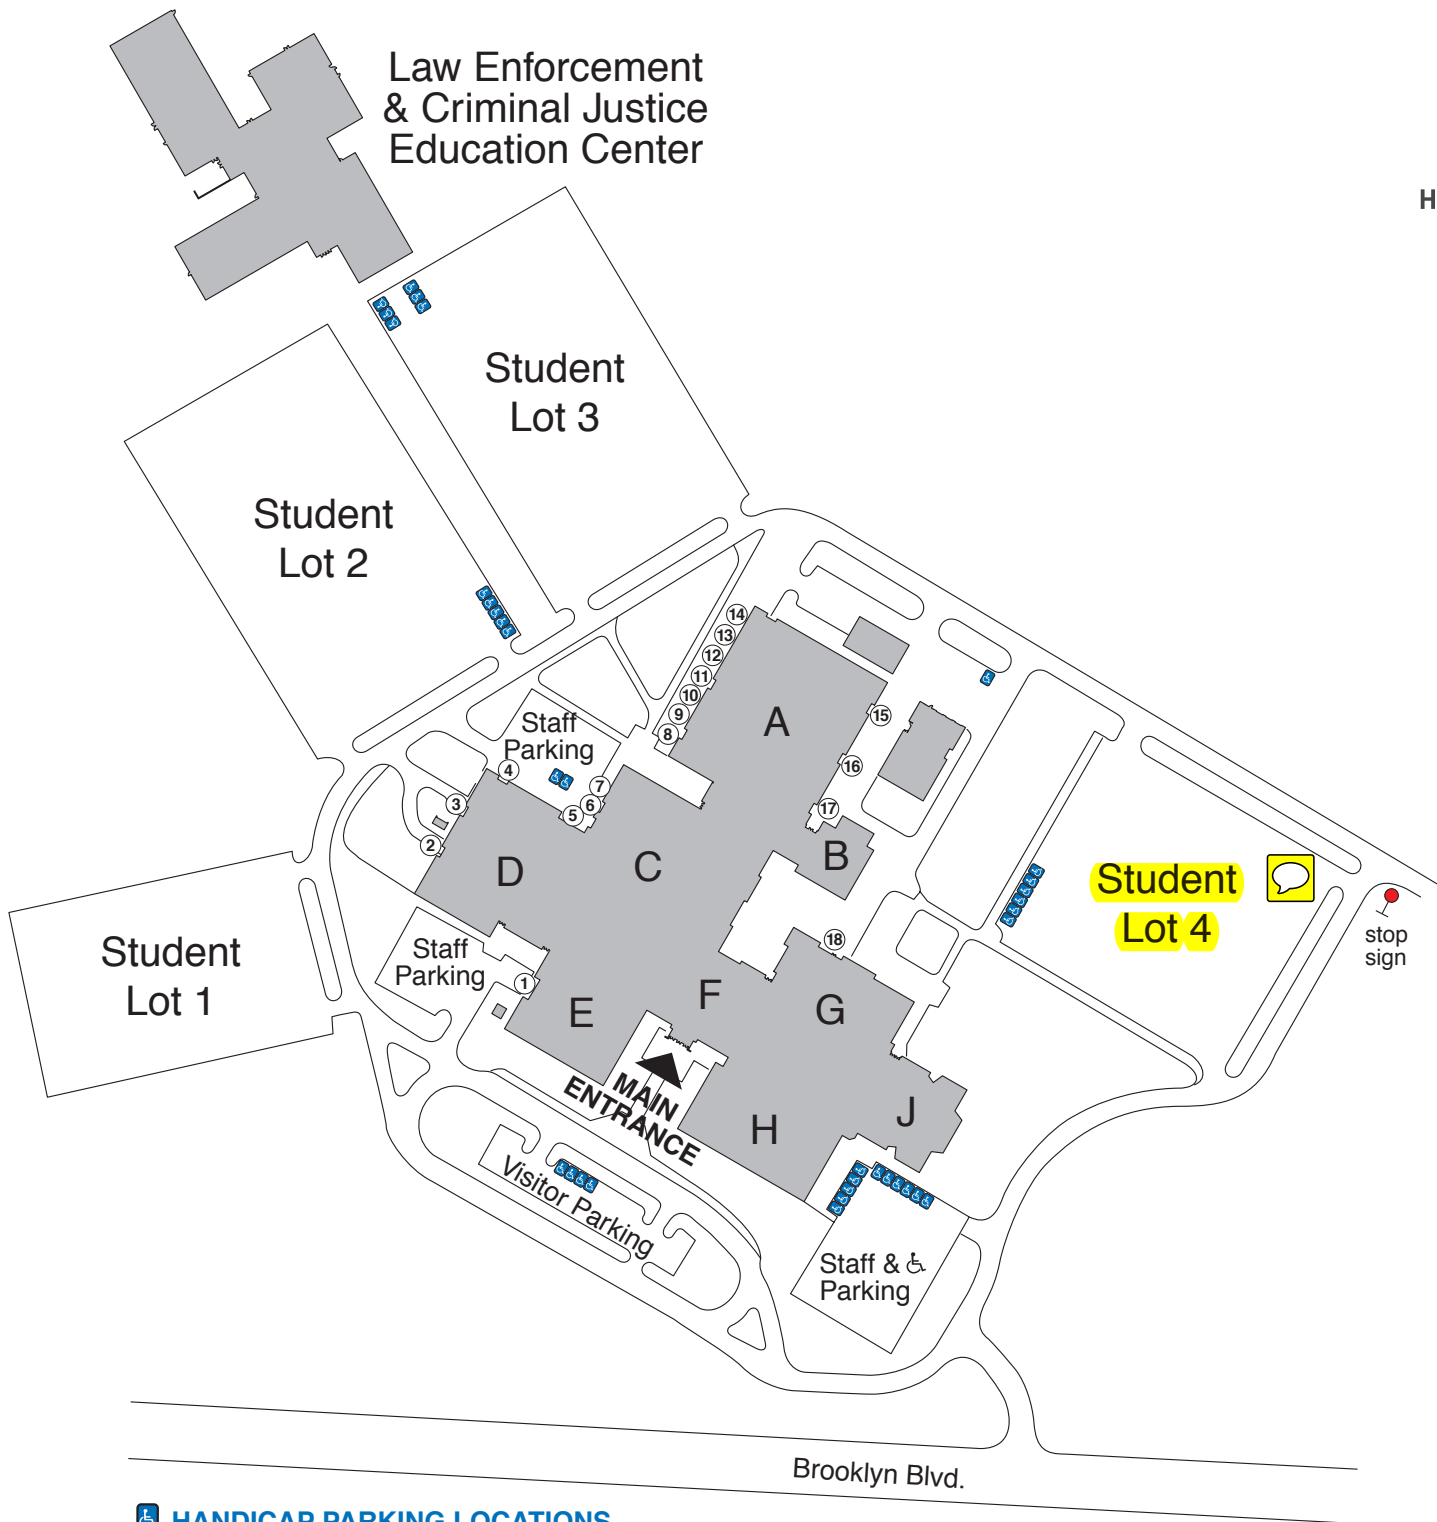 Law Enforcement
& Criminal Justice
Education Center
H
Student
Lot 3
Student
Lot 2
14
13
12
11
10
9
8
Staff
Parking
A
15
16
17
4
7
6
5
3
2
B
C
D
Student
Lot 4
stop
sign
18
Staff
Parking
1
Student
Lot 1
E
F
G
MAIN
ENTRANCE
H
J
Visitor Parking
Staff &
Parking
Brooklyn Blvd.
HANDICAP PARKING LOCATIONS